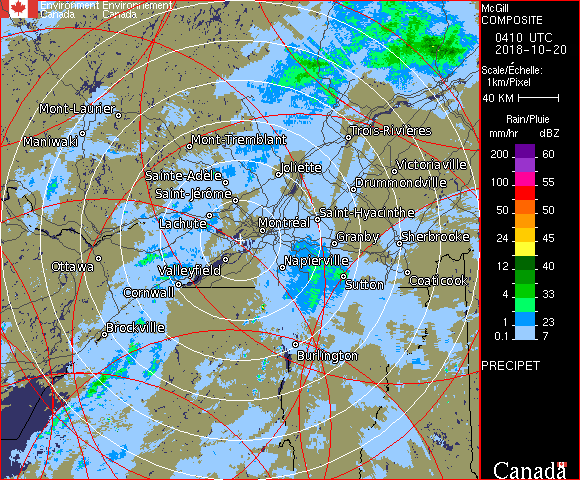 Environment Environnement
Canada Canada
McGill
COMPOSITE
0410 UTC
2018-10-20
Scale/Échelle:
1km/Pixel
40 KM
Rain/Pluie
mm/hr dBZ
200 60
100 55
50 50
24 45
12 40
4 33
1 23
0.1 7
PRECIPET
Canada
Mont-Laurier
Maniwaki
Mont-Tremblant
Trois-Rivières
Sainte-Adèle
Joliette
Victoriaville
Saint-Jérôme
Drummondville
Lachute
Montréal
Saint-Hyacinthe
Granby
Sherbrooke
Ottawa
Valleyfield
Napierville
Sutton
Coaticook
Cornwall
Brockville
Burlington